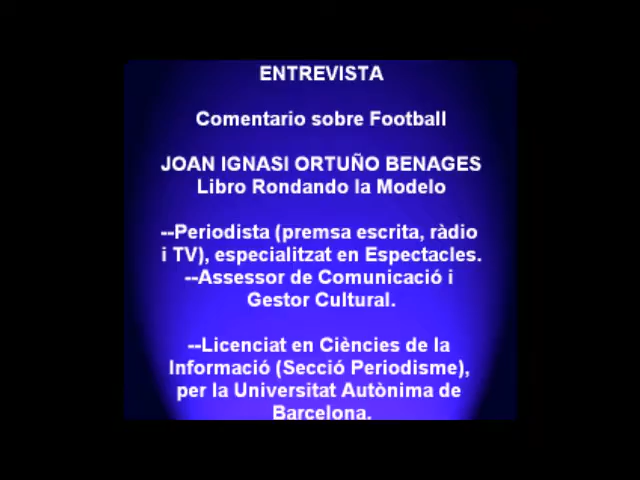 ENTREVISTA
Comentario sobre Football
JOAN IGNASI ORTUÑO BENAGES
Libro Rondando la Modelo
--Periodista (premsa escrita, ràdio
i TV), especialitzat en Espectacles.
--Assessor de Comunicació i
Gestor Cultural.
--Licenciat en Ciències de la
Informació (Secció Periodisme),
per la Universitat Autònima de
Barcelona.